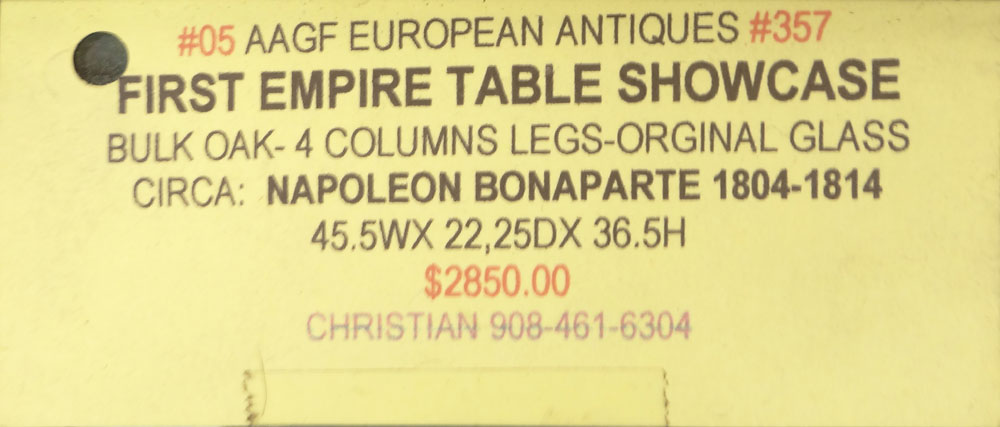 #05 AAGF EUROPEAN ANTIQUES #357
FIRST EMPIRE TABLE SHOWCASE
BULK OAK- 4 COLUMNS LEGS-ORGINAL GLASS
CIRCA: NAPOLEON BONAPARTE 1804-1814
45.5WX 22,25DX 36.5H
$2850.00
CHRISTIAN 908-461-6304